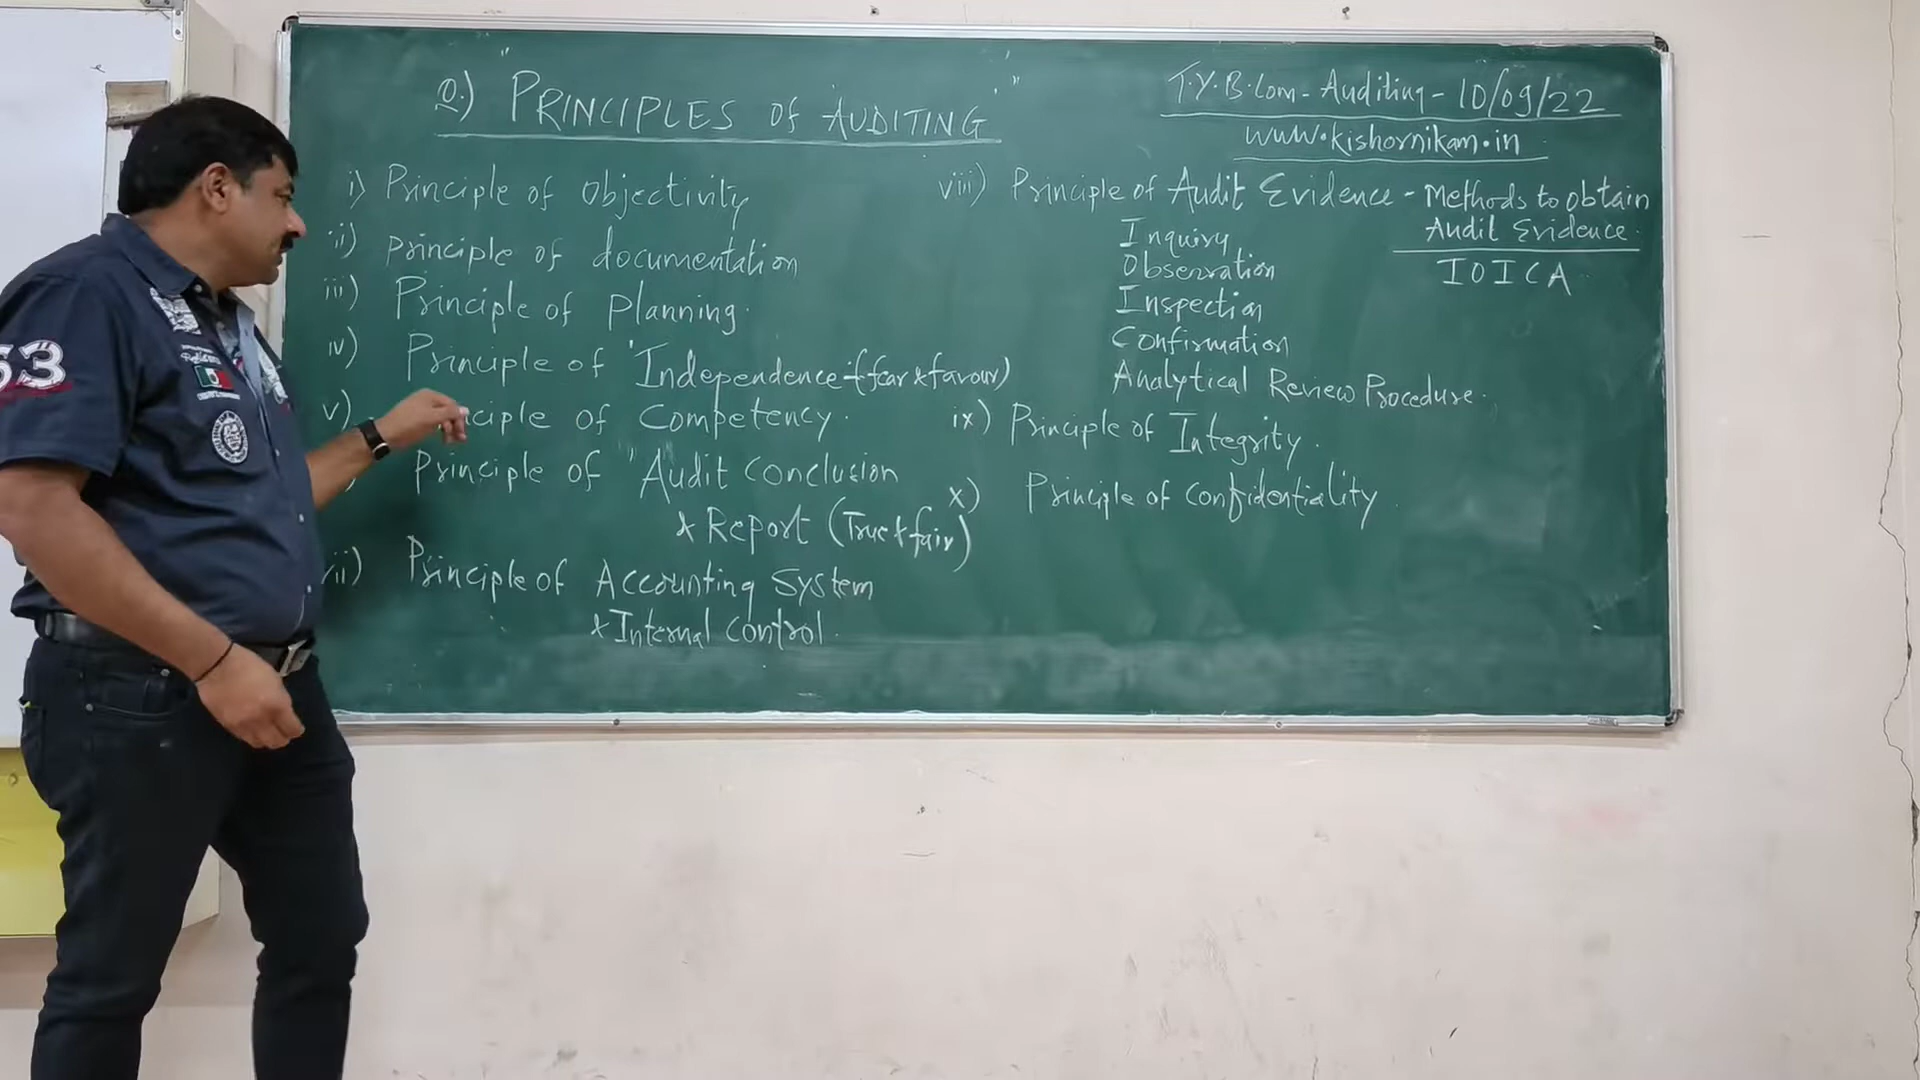 Q.) "PRINCIPLES of AUDITING"
i) Principle of Objectivity
ii) Principle of documentation
iii) Principle of Planning.
iv) Principle of Independence - (fear & favour)
v) Principle of Competency.
Principle of Audit Conclusion
& Report (True & fair)
vii) Principle of Accounting System
& Internal Control.
T.Y.B.Com - Auditing - 10/09/22
www.kishornikam.in
viii) Principle of Audit Evidence - Methods to obtain
Audit Evidence.
IOICA
Inquiry
Observation
Inspection
Confirmation
Analytical Review Procedure.
ix) Principle of Integrity.
x) Principle of Confidentiality
63